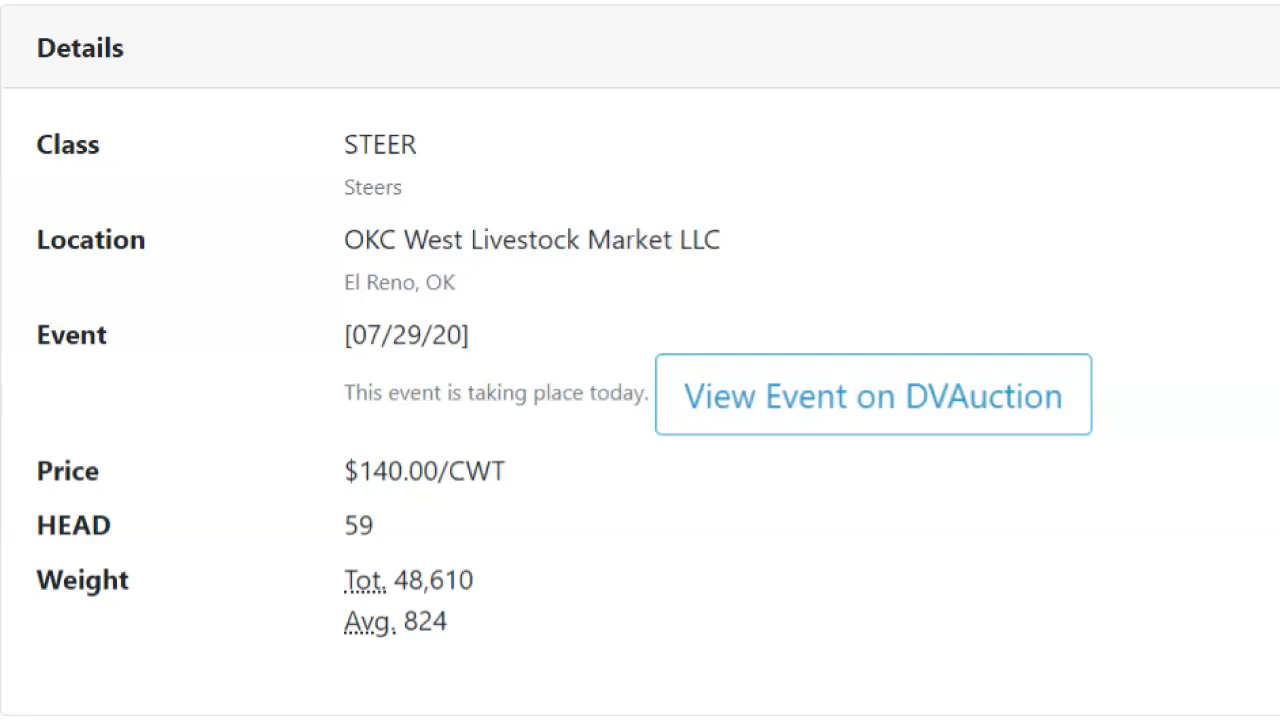 Details
Class STEER
Steers
Location OKC West Livestock Market LLC
El Reno, OK
Event [07/29/20]
This event is taking place today. View Event on DVAuction
Price $140.00/CWT
HEAD 59
Weight Tot. 48,610
Avg. 824